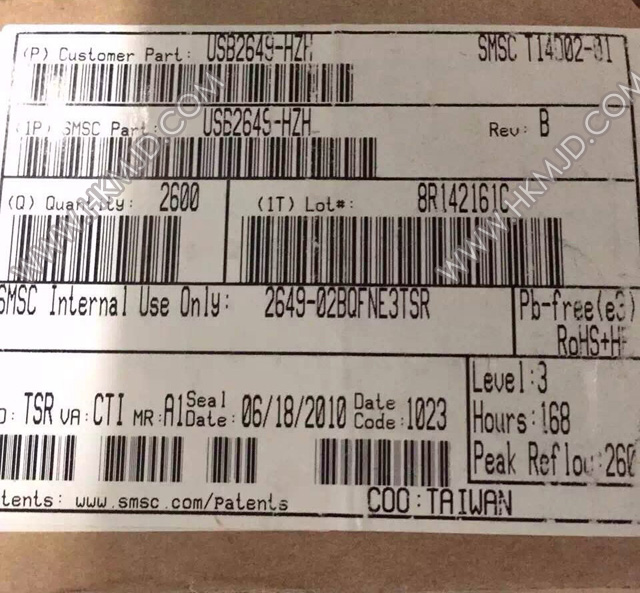 (P) Customer Part: USB2649-HZH SMSC T14002-01
(1P) SMSC Part: USB2649-HZH Rev: B
(Q) Quantity: 2600 (1T) Lot#: 8R142161C
SMSC Internal Use Only: 2649-02BQFNE3TSR Pb-free(e3)
RoHS+HF
Level:3
TSR VA:CTI MR:A1 Seal Date: 06/18/2010 Date Code:1023
Hours:168
Peak Reflow:260
www.smsc.com/Patents COO:TAIWAN
WWW.HKMJD.COM
WWW.HKMJD.COM